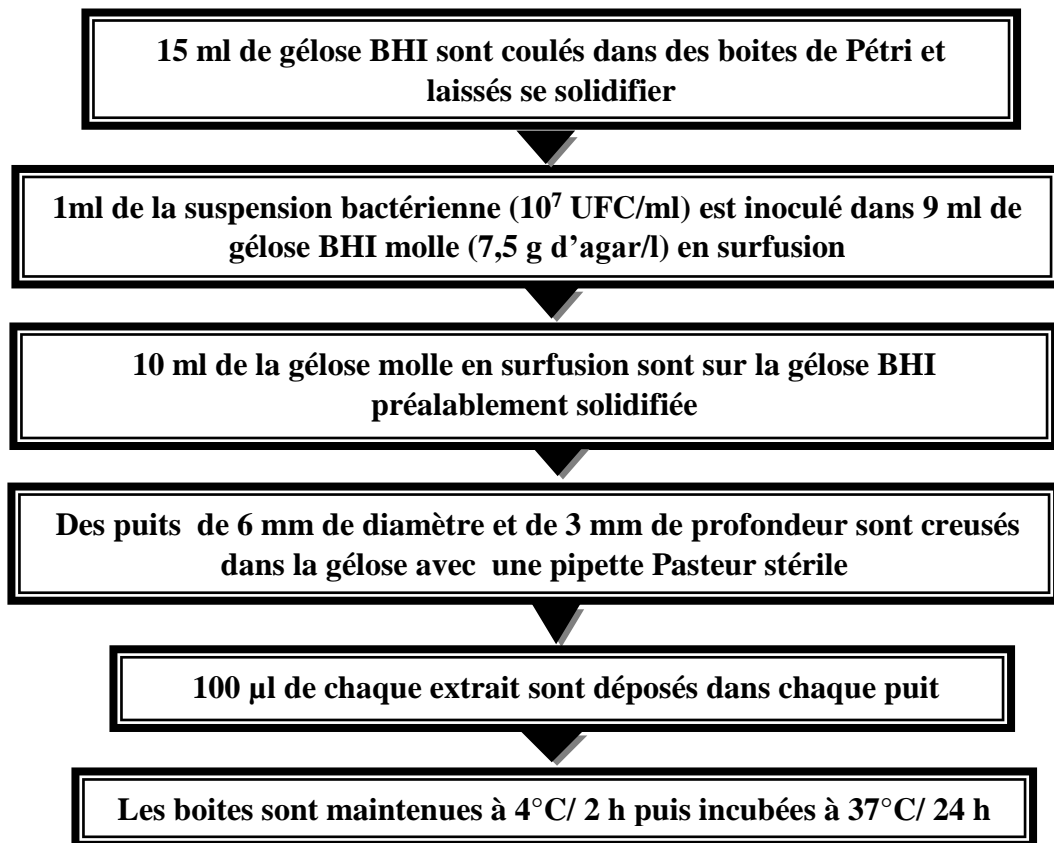 15 ml de gélose BHI sont coulés dans des boites de Pétri et
laissés se solidifier
1ml de la suspension bactérienne (10⁷ UFC/ml) est inoculé dans 9 ml de
gélose BHI molle (7,5 g d’agar/l) en surfusion
10 ml de la gélose molle en surfusion sont sur la gélose BHI
préalablement solidifiée
Des puits de 6 mm de diamètre et de 3 mm de profondeur sont creusés
dans la gélose avec une pipette Pasteur stérile
100 µl de chaque extrait sont déposés dans chaque puit
Les boites sont maintenues à 4°C/ 2 h puis incubées à 37°C/ 24 h